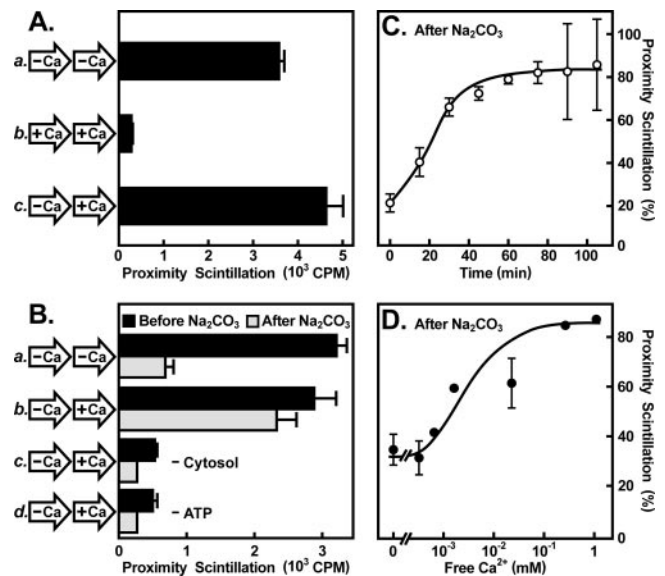 A.
a. −Ca −Ca
b. +Ca +Ca
c. −Ca +Ca
0 1 2 3 4 5
Proximity Scintillation (10³ CPM)
B.
Before Na₂CO₃ After Na₂CO₃
a. −Ca −Ca
b. −Ca +Ca
c. −Ca +Ca − Cytosol
d. −Ca +Ca − ATP
0 1 2 3
Proximity Scintillation (10³ CPM)
C. After Na₂CO₃
100
80
60
40
20
0
Proximity Scintillation (%)
0 20 40 60 80 100
Time (min)
D. After Na₂CO₃
80
60
40
20
0
Proximity Scintillation (%)
0 10⁻³ 10⁻² 10⁻¹ 1
Free Ca²⁺ (mM)